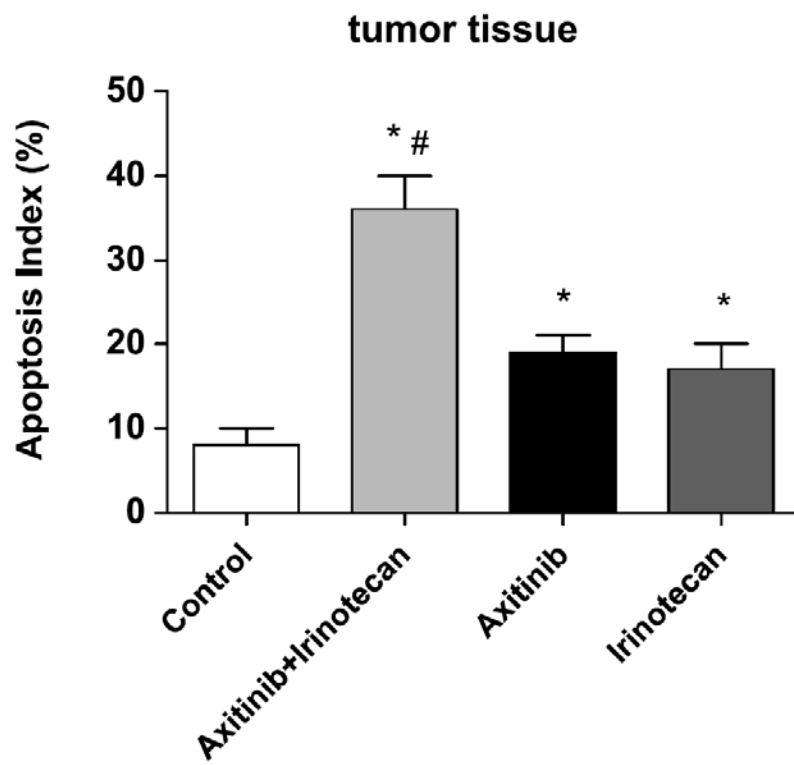 tumor tissue
Apoptosis Index (%)
50
* #
40
30
*
*
20
10
0
Control
Axitinib+Irinotecan
Axitinib
Irinotecan